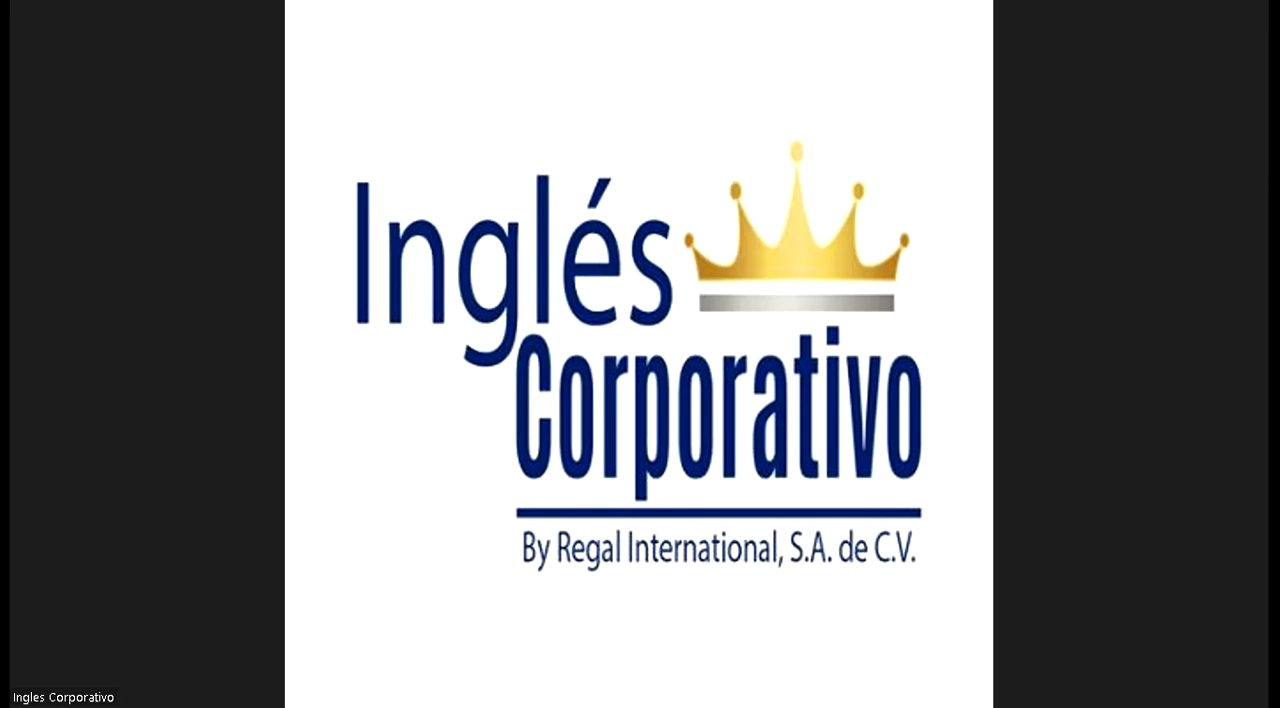 Inglés
Corporativo
By Regal International, S.A. de C.V.
Ingles Corporativo